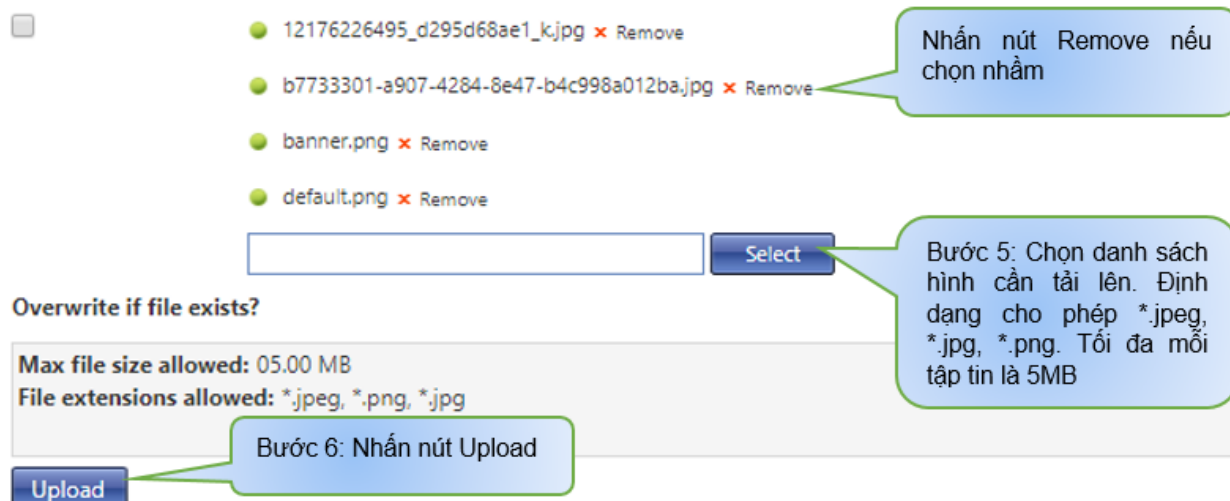 12176226495_d295d68ae1_k.jpg × Remove
b7733301-a907-4284-8e47-b4c998a012ba.jpg × Remove
Nhấn nút Remove nếu
chọn nhầm
banner.png × Remove
default.png × Remove
Select
Bước 5: Chọn danh sách
hình cần tải lên. Định
dạng cho phép *.jpeg,
*.jpg, *.png. Tối đa mỗi
tập tin là 5MB
Overwrite if file exists?
Max file size allowed: 05.00 MB
File extensions allowed: *.jpeg, *.png, *.jpg
Bước 6: Nhấn nút Upload
Upload